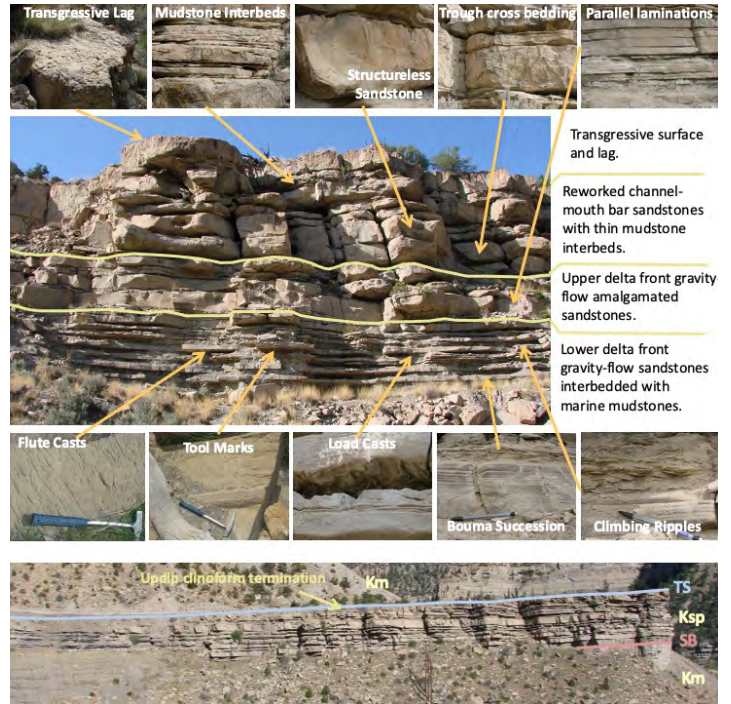 Transgressive Lag
Mudstone Interbeds
Structureless
Sandstone
Trough cross bedding
Parallel laminations
Transgressive surface
and lag.
Reworked channel-
mouth bar sandstones
with thin mudstone
interbeds.
Upper delta front gravity-
flow amalgamated
sandstones.
Lower delta front
gravity-flow sandstones
interbedded with
marine mudstones.
Flute Casts
Tool Marks
Load Casts
Bouma Succession
Climbing Ripples
Updip clinoform termination
Km
TS
Ksp
SB
Km